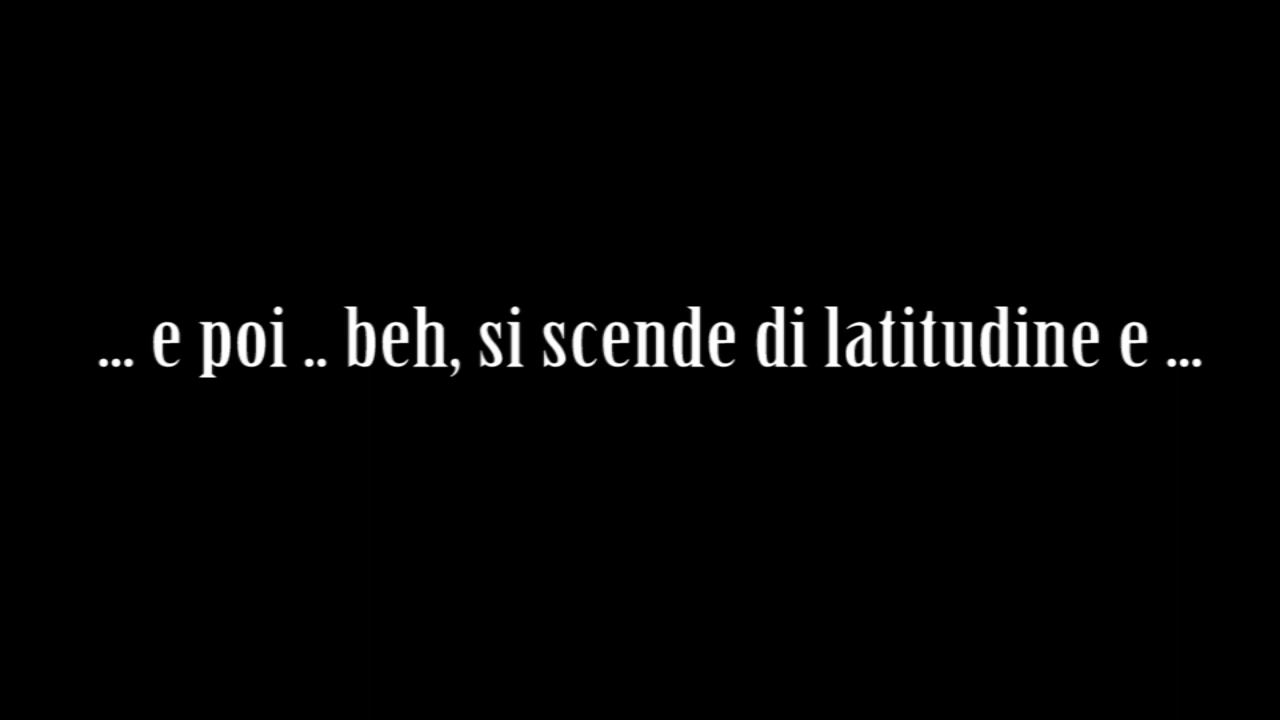 ... e poi .. beh, si scende di latitudine e ...